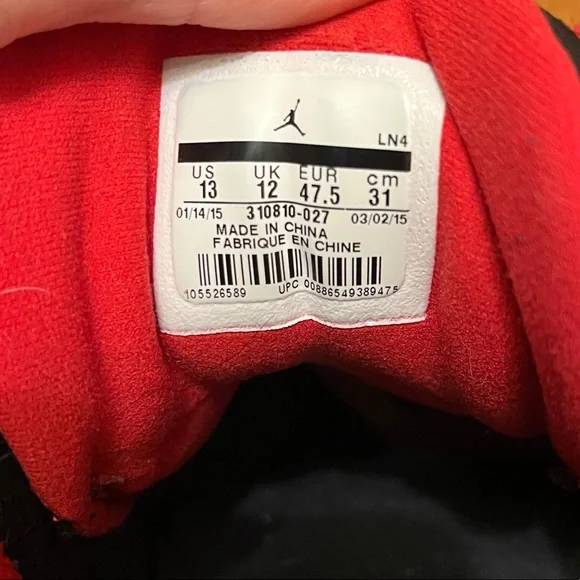 LN4
US UK EUR cm
13 12 47.5 31
01/14/15 310810-027 03/02/15
MADE IN CHINA
FABRIQUE EN CHINE
105526589 UPC 00886549389475